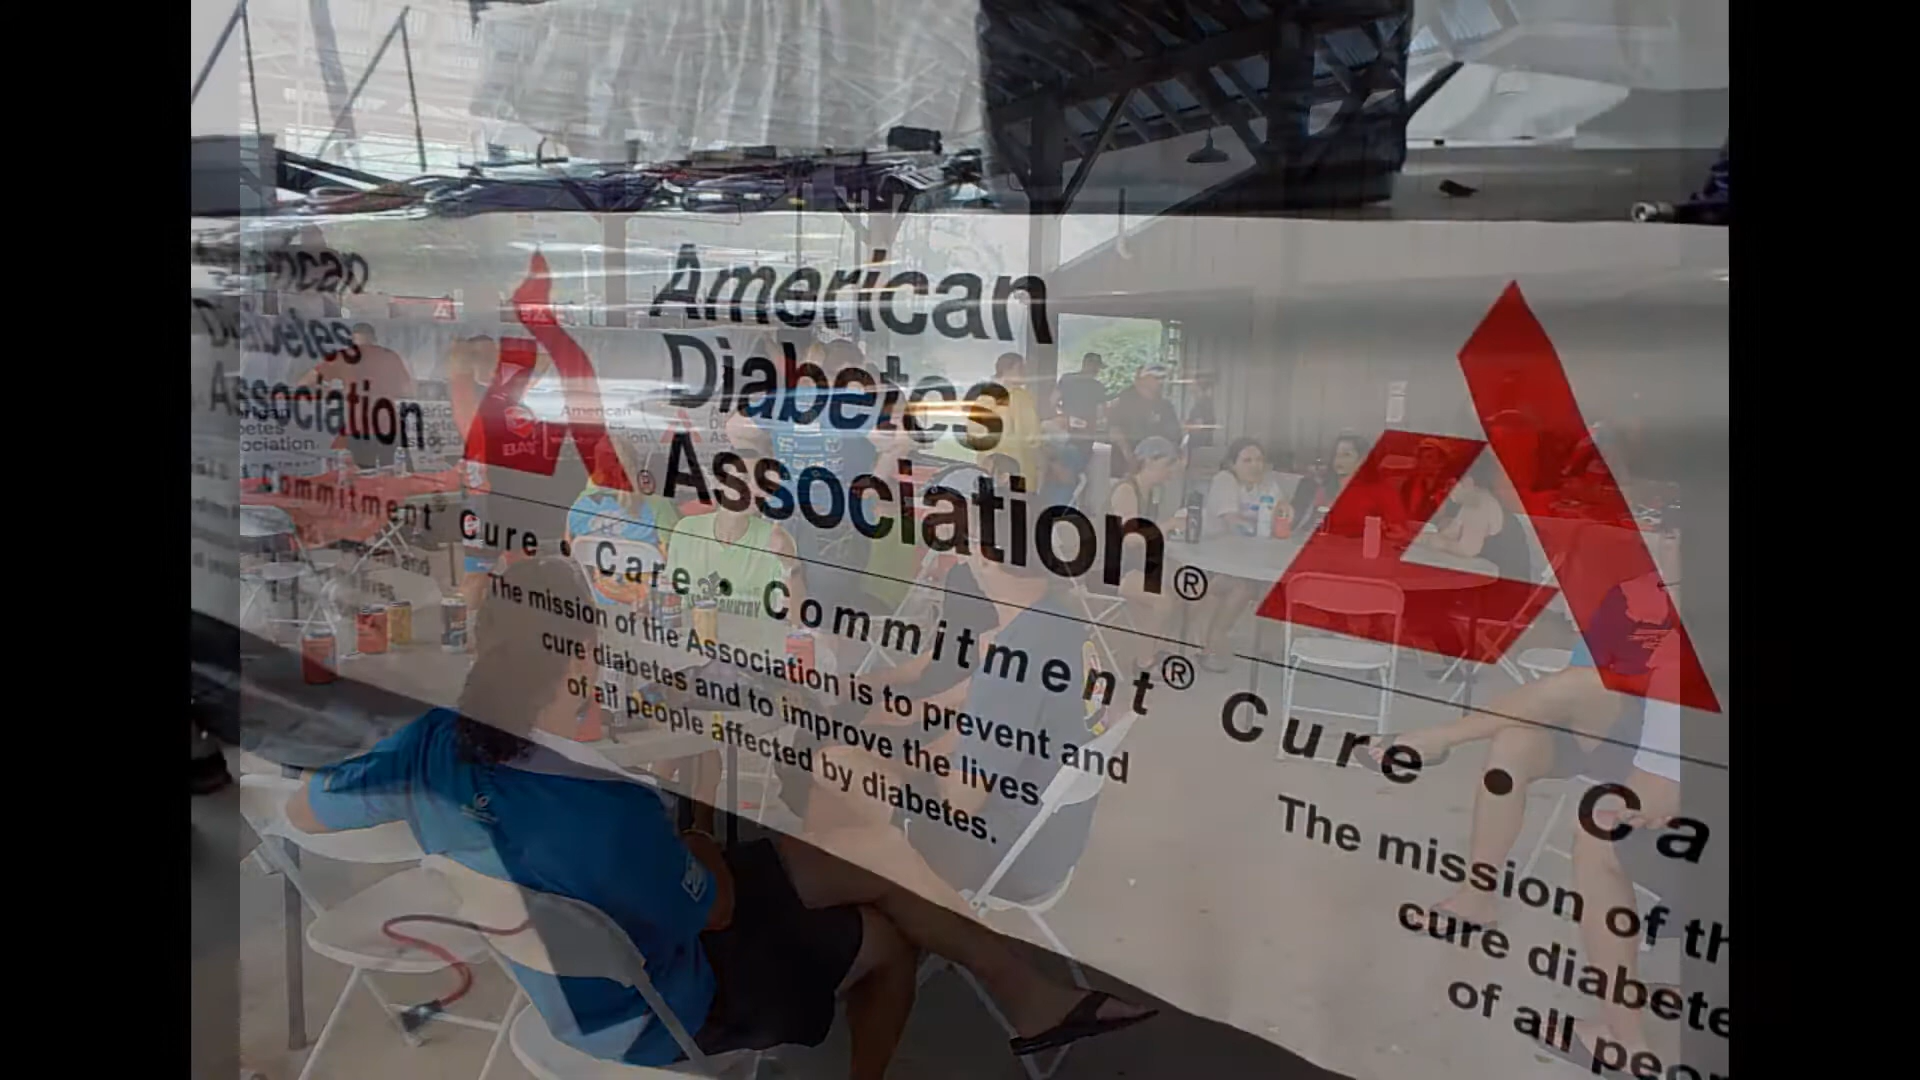 American
Diabetes
Association
Commitment®
American
Diabetes
Association®
Cure • Care • Commitment®
The mission of the Association is to prevent and
cure diabetes and to improve the lives
of all people affected by diabetes.
Cure • Ca
The mission of th
cure diabete
of all peop